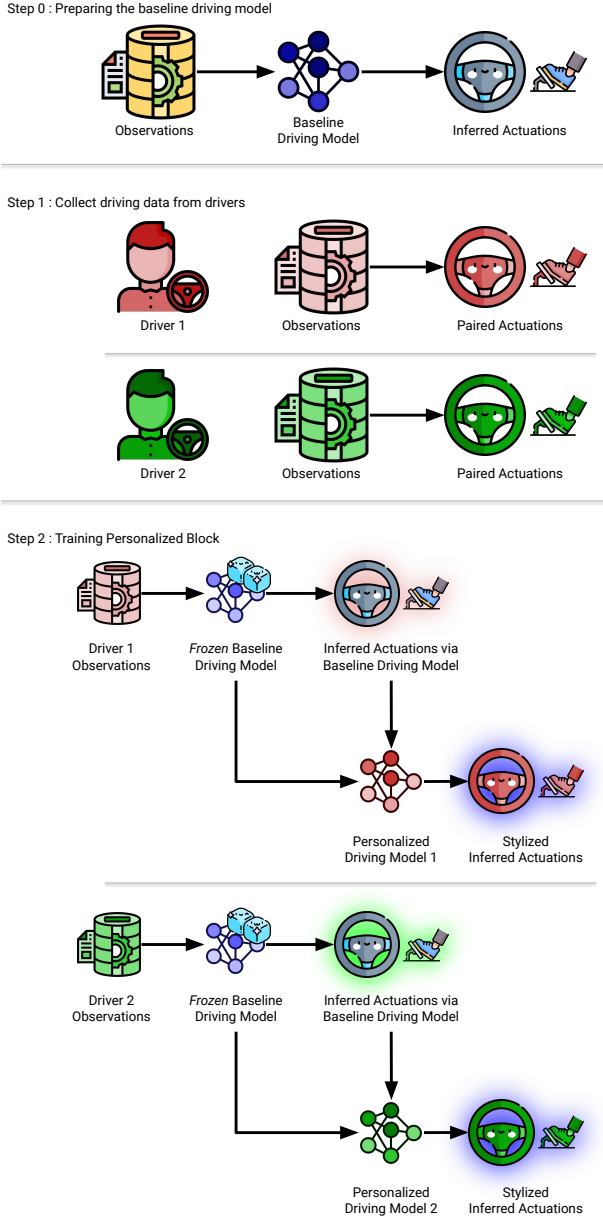 Step 0 : Preparing the baseline driving model
Observations
Baseline
Driving Model
Inferred Actuations
Step 1 : Collect driving data from drivers
Driver 1
Observations
Paired Actuations
Driver 2
Observations
Paired Actuations
Step 2 : Training Personalized Block
Driver 1
Observations
Frozen Baseline
Driving Model
Inferred Actuations via
Baseline Driving Model
Personalized
Driving Model 1
Stylized
Inferred Actuations
Driver 2
Observations
Frozen Baseline
Driving Model
Inferred Actuations via
Baseline Driving Model
Personalized
Driving Model 2
Stylized
Inferred Actuations